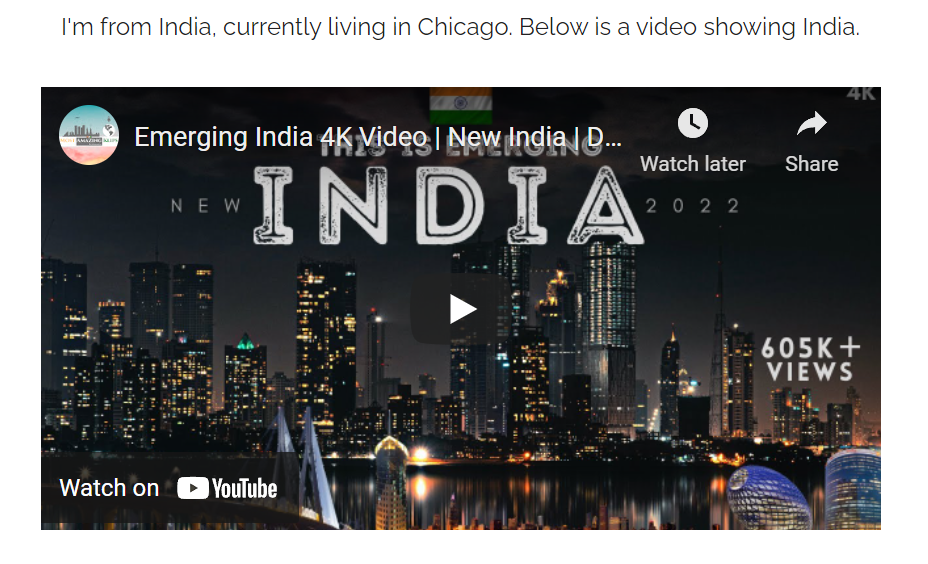 I'm from India, currently living in Chicago. Below is a video showing India.
4K
Emerging India 4K Video | New India | D...
THIS IS EMERGING
Watch later
Share
NEW
INDIA
2022
605K+
VIEWS
Watch on YouTube